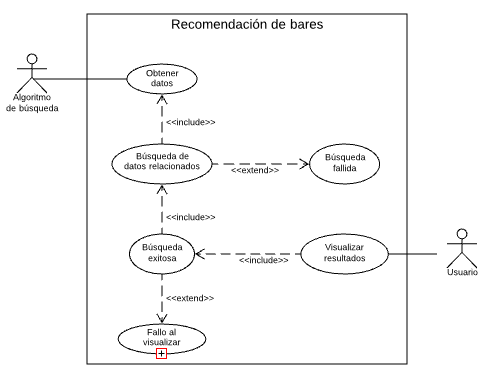 Recomendación de bares
Obtener
datos
Algoritmo
de búsqueda
<<include>>
Búsqueda de
datos relacionados
<<extend>>
Búsqueda
fallida
<<include>>
Búsqueda
exitosa
<<include>>
Visualizar
resultados
Usuario
<<extend>>
Fallo al
visualizar